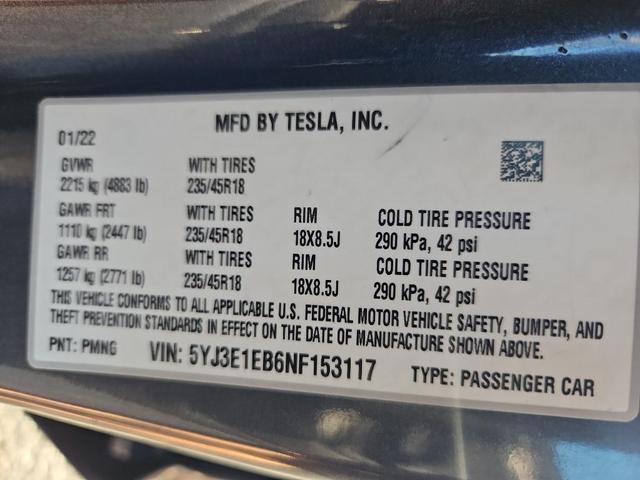 MFD BY TESLA, INC.
01/22
GVWR WITH TIRES
2215 kg (4883 lb) 235/45R18
GAWR FRT WITH TIRES RIM COLD TIRE PRESSURE
1110 kg (2447 lb) 235/45R18 18X8.5J 290 kPa, 42 psi
GAWR RR WITH TIRES RIM COLD TIRE PRESSURE
1257 kg (2771 lb) 235/45R18 18X8.5J 290 kPa, 42 psi
THIS VEHICLE CONFORMS TO ALL APPLICABLE U.S. FEDERAL MOTOR VEHICLE SAFETY, BUMPER, AND
THEFT PREVENTION STANDARDS IN EFFECT ON THE DATE OF MANUFACTURE SHOWN ABOVE.
PNT: PMNG VIN: 5YJ3E1EB6NF153117 TYPE: PASSENGER CAR